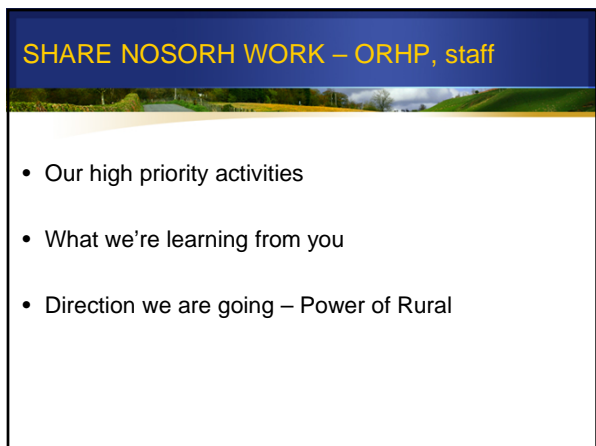 SHARE NOSORH WORK – ORHP, staff
• Our high priority activities
• What we're learning from you
• Direction we are going – Power of Rural